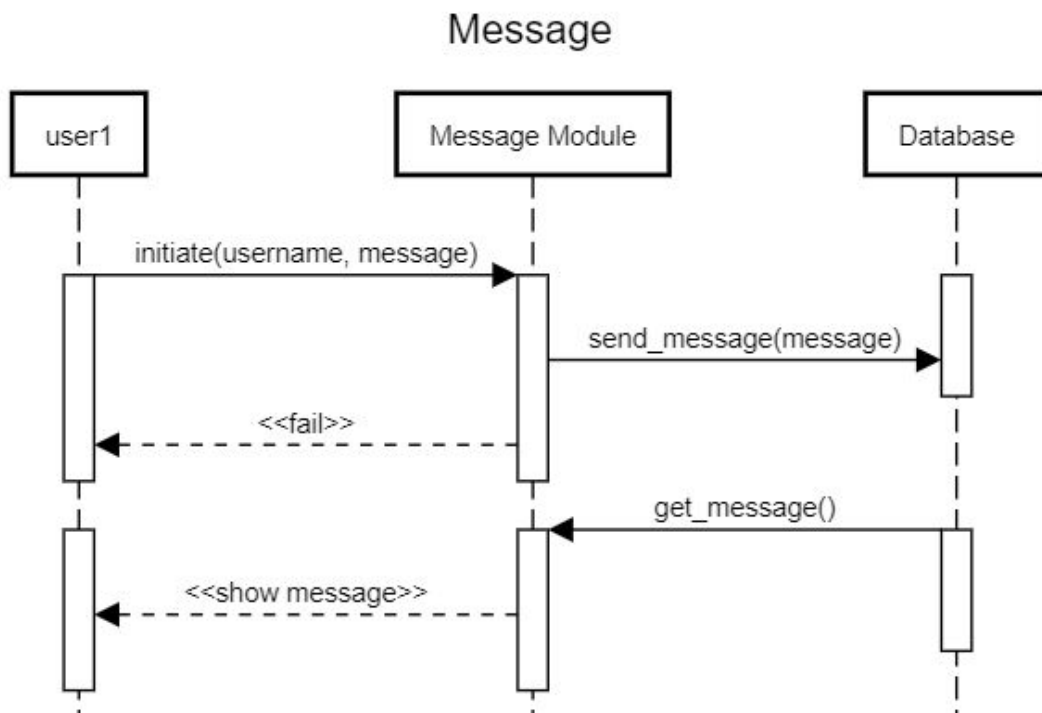 Message
user1
Message Module
Database
initiate(username, message)
send_message(message)
<<fail>>
get_message()
<<show message>>